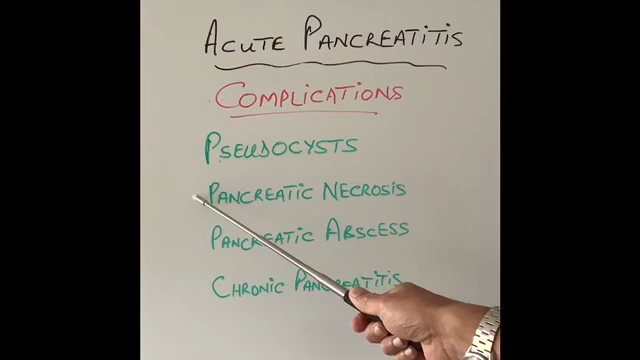 Acute Pancreatitis
Complications
Pseudocysts
Pancreatic Necrosis
Pancreatic Abscess
Chronic Pancreatitis